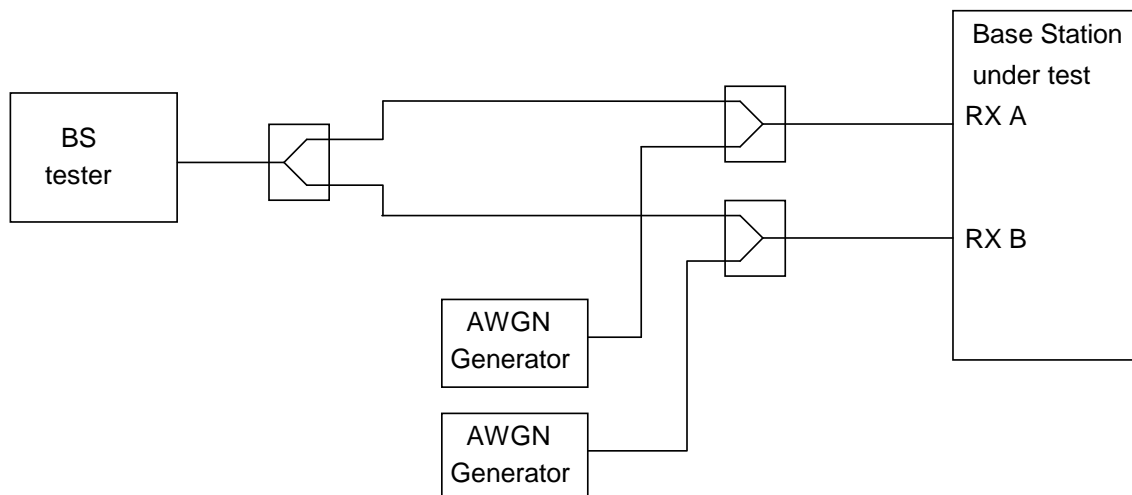 BS
tester
Base Station
under test
RX A
RX B
AWGN
Generator
AWGN
Generator